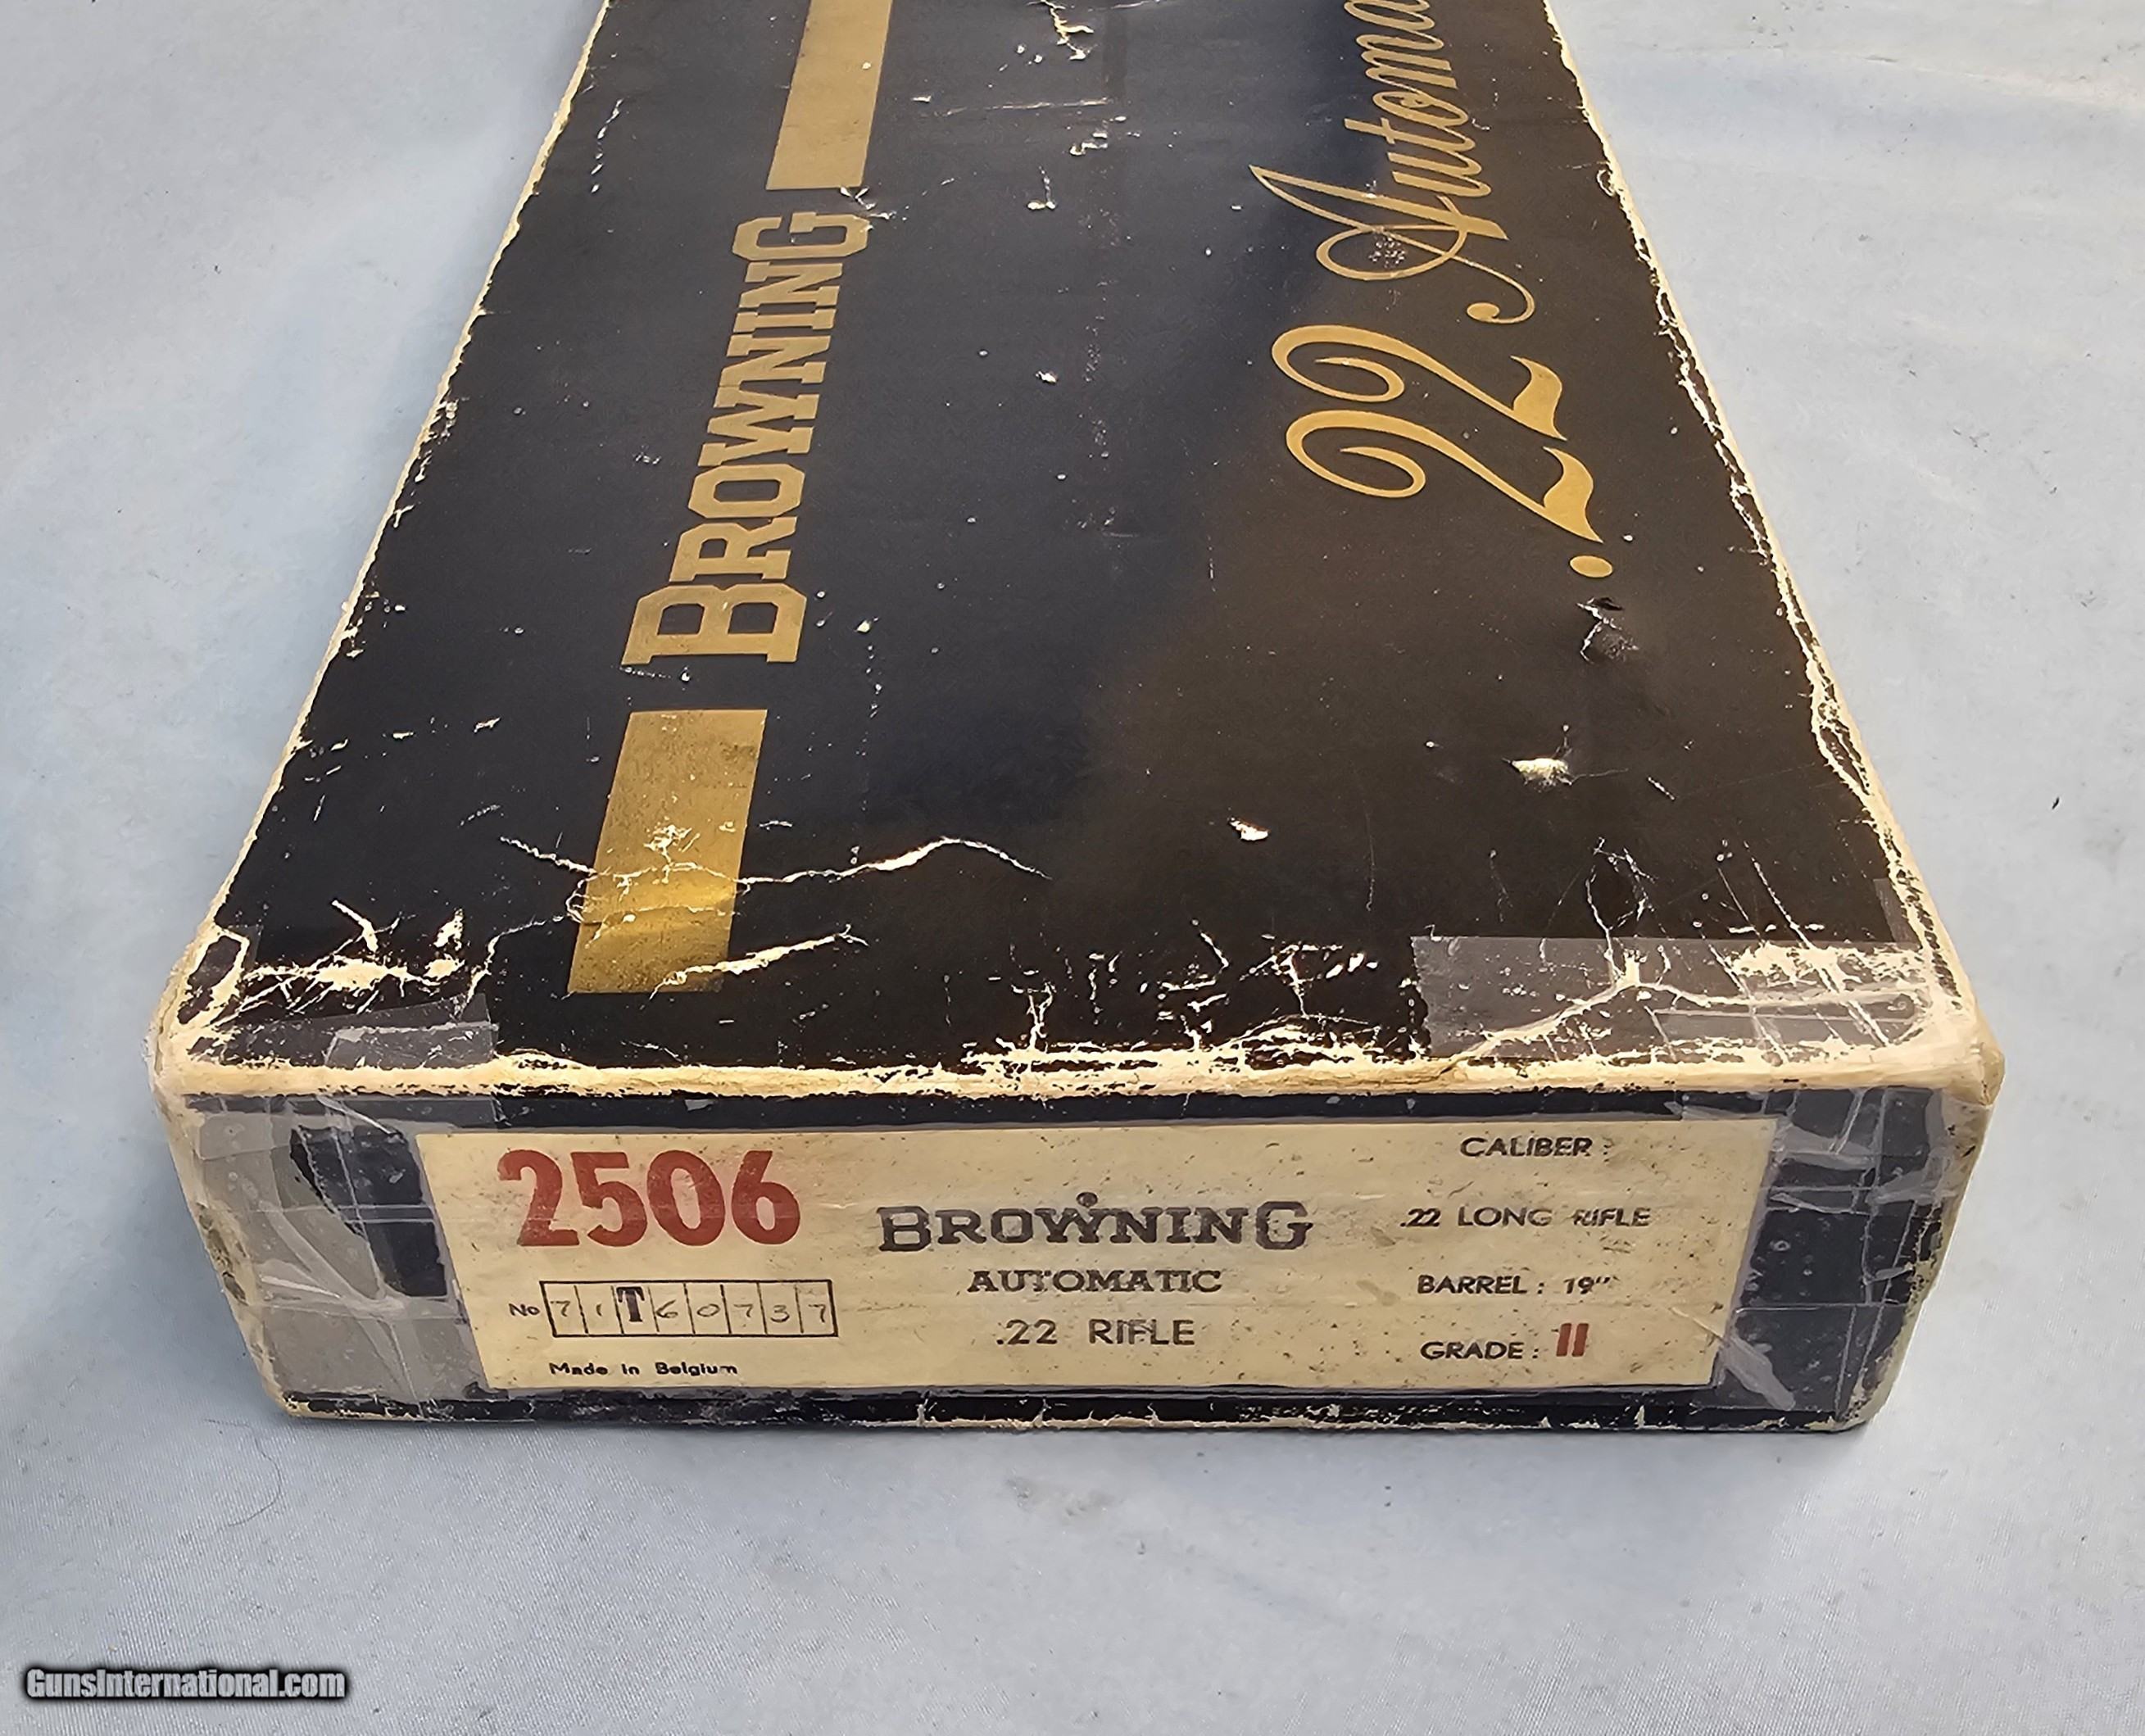 BROWNING
.22 Automa
2506
No 71T60737
Made in Belgium
BROWNING
AUTOMATIC
.22 RIFLE
CALIBER :
.22 LONG RIFLE
BARREL : 19"
GRADE : II
GunsInternational.com